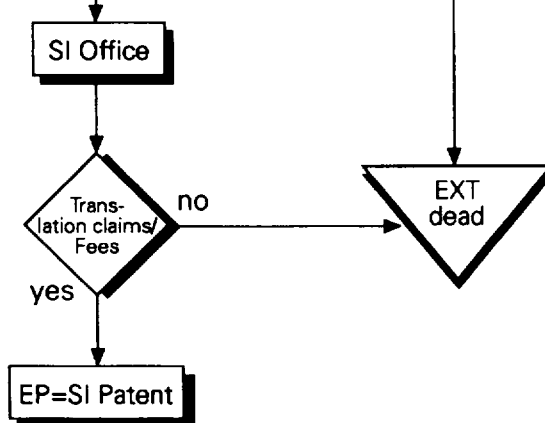 SI Office
Trans-
lation claims/
Fees
no
EXT
dead
yes
EP=SI Patent